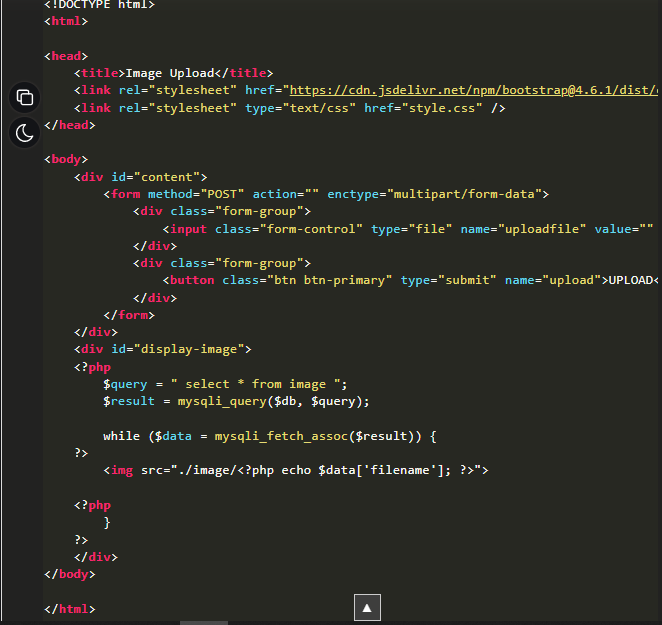 <!DOCTYPE html>
<html>
<head>
<title>Image Upload</title>
<link rel="stylesheet" href="https://cdn.jsdelivr.net/npm/bootstrap@4.6.1/dist/
<link rel="stylesheet" type="text/css" href="style.css" />
</head>
<body>
<div id="content">
<form method="POST" action="" enctype="multipart/form-data">
<div class="form-group">
<input class="form-control" type="file" name="uploadfile" value=""
</div>
<div class="form-group">
<button class="btn btn-primary" type="submit" name="upload">UPLOAD<
</div>
</form>
</div>
<div id="display-image">
<?php
$query = " select * from image ";
$result = mysqli_query($db, $query);
while ($data = mysqli_fetch_assoc($result)) {
?>
<img src="./image/<?php echo $data['filename']; ?>">
<?php
}
?>
</div>
</body>
</html>